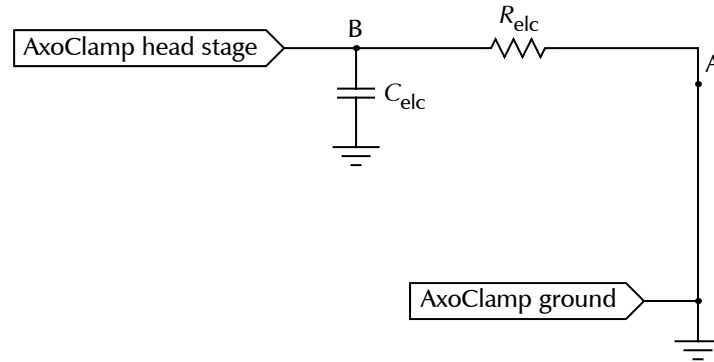 B
R_elc
AxoClamp head stage
A
C_elc
AxoClamp ground